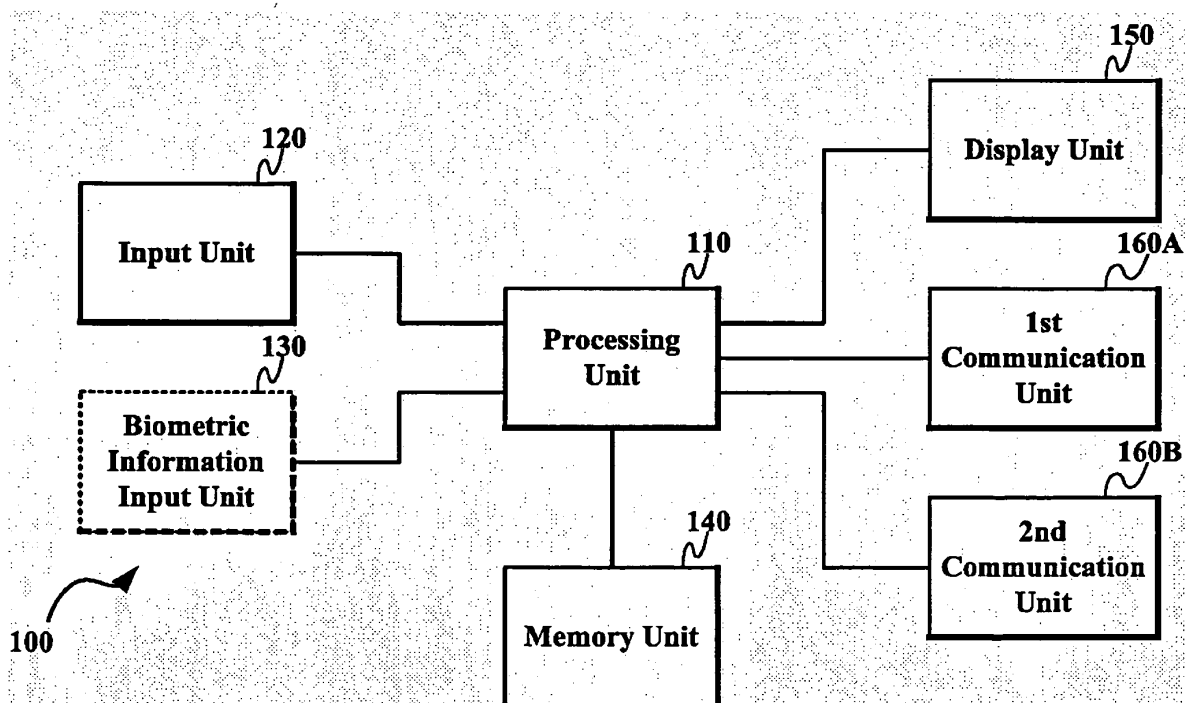 150
Display Unit
120
Input Unit
110
Processing
Unit
160A
1st
Communication
Unit
130
Biometric
Information
Input Unit
160B
2nd
Communication
Unit
140
Memory Unit
100